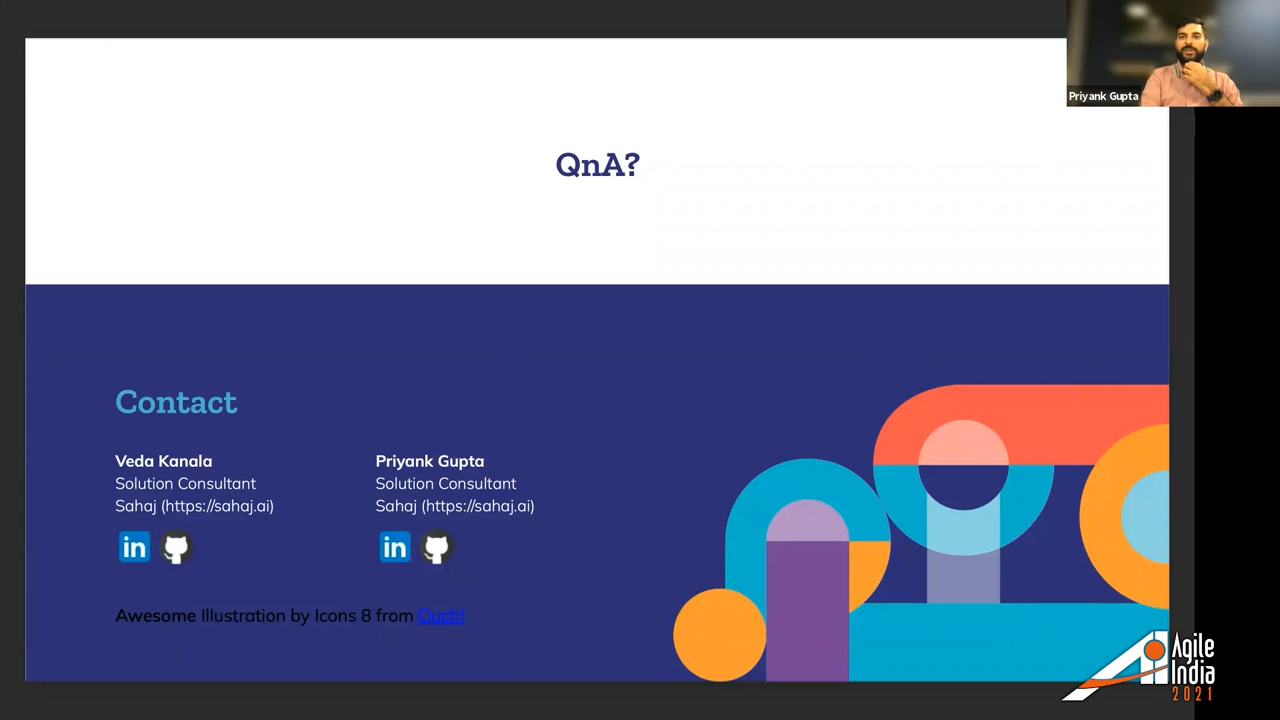 Priyank Gupta
QnA?
Contact
Veda Kanala
Solution Consultant
Sahaj (https://sahaj.ai)
in
Priyank Gupta
Solution Consultant
Sahaj (https://sahaj.ai)
in
Awesome Illustration by Icons 8 from Ouch!
Agile
India
2021